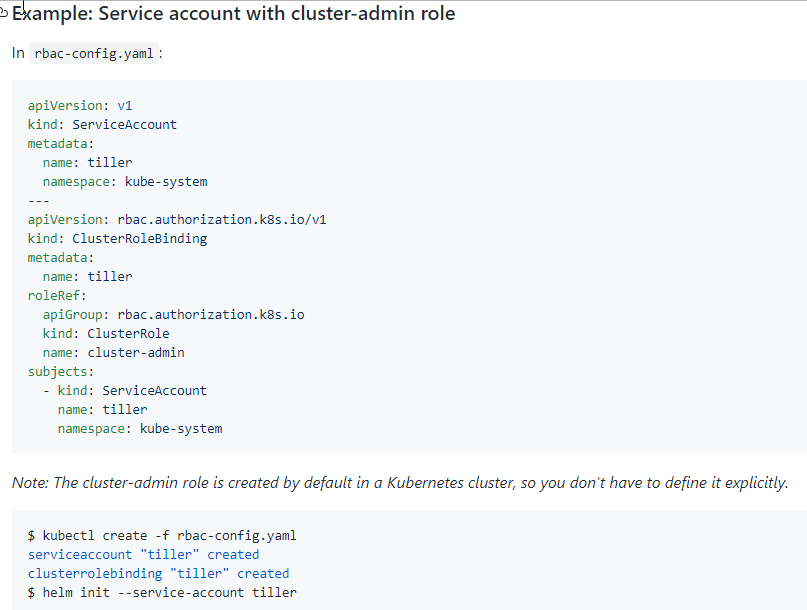 Example: Service account with cluster-admin role
In rbac-config.yaml:
apiVersion: v1
kind: ServiceAccount
metadata:
  name: tiller
  namespace: kube-system
---
apiVersion: rbac.authorization.k8s.io/v1
kind: ClusterRoleBinding
metadata:
  name: tiller
roleRef:
  apiGroup: rbac.authorization.k8s.io
  kind: ClusterRole
  name: cluster-admin
subjects:
  - kind: ServiceAccount
    name: tiller
    namespace: kube-system
Note: The cluster-admin role is created by default in a Kubernetes cluster, so you don't have to define it explicitly.
$ kubectl create -f rbac-config.yaml
serviceaccount "tiller" created
clusterrolebinding "tiller" created
$ helm init --service-account tiller